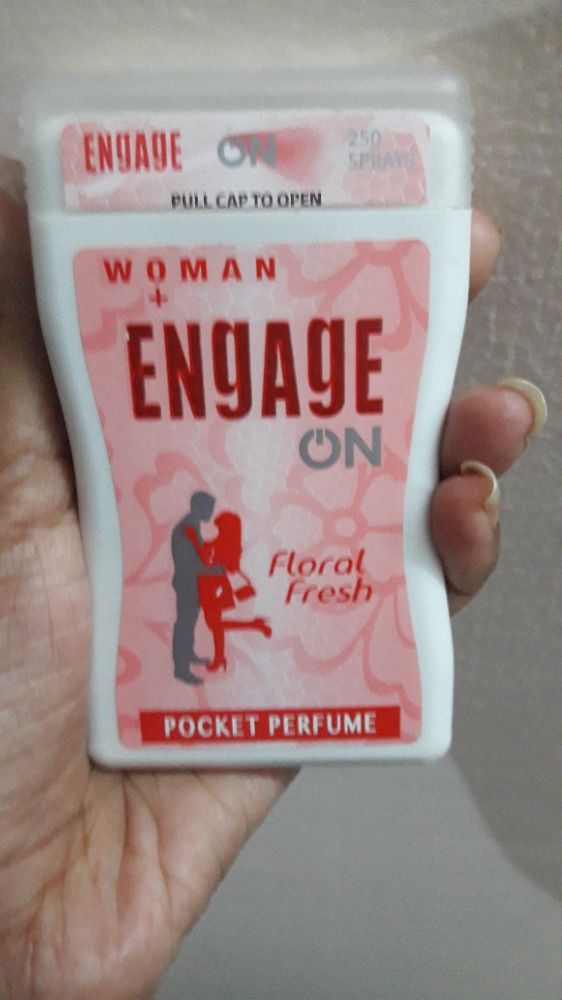 ENgAgE ON 250
SPRAYS
PULL CAP TO OPEN
WOMAN
+
ENgAgE
ON
Floral
Fresh
POCKET PERFUME